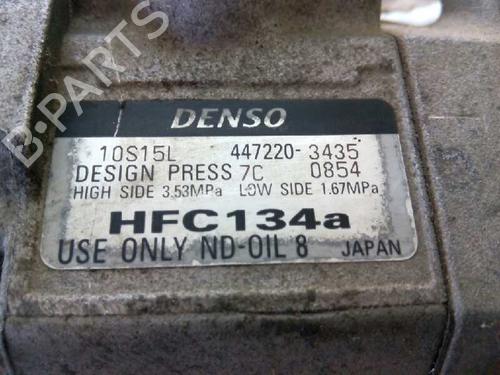 B-PARTS
DENSO
10S15L 447220-3435
DESIGN PRESS 7C 0854
HIGH SIDE 3.53MPa LOW SIDE 1.67MPa
HFC134a
USE ONLY ND-OIL 8 JAPAN